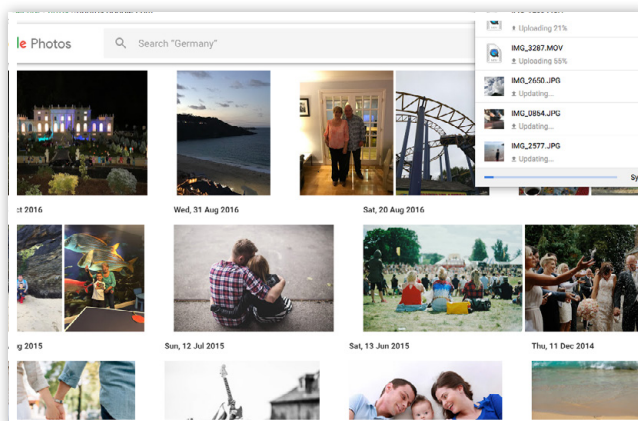 le Photos
Search "Germany"
Uploading 21%
IMG_3287.MOV
Uploading 55%
IMG_2650.JPG
Updating...
IMG_0854.JPG
Updating...
IMG_2577.JPG
Updating...
Sy
ct 2016
Wed, 31 Aug 2016
Sat, 20 Aug 2016
g 2015
Sun, 12 Jul 2015
Sat, 13 Jun 2015
Thu, 11 Dec 2014